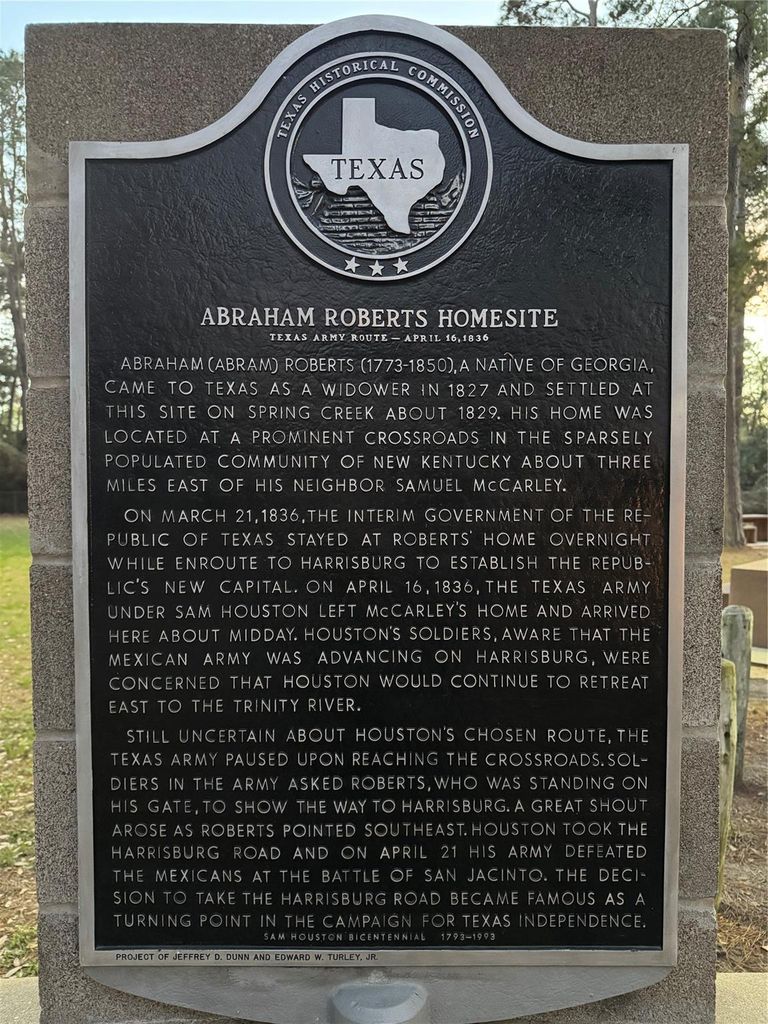 TEXAS HISTORICAL COMMISSION
TEXAS
ABRAHAM ROBERTS HOMESITE
TEXAS ARMY ROUTE — APRIL 16, 1836
ABRAHAM (ABRAM) ROBERTS (1773-1850), A NATIVE OF GEORGIA,
CAME TO TEXAS AS A WIDOWER IN 1827 AND SETTLED AT
THIS SITE ON SPRING CREEK ABOUT 1829. HIS HOME WAS
LOCATED AT A PROMINENT CROSSROADS IN THE SPARSELY
POPULATED COMMUNITY OF NEW KENTUCKY ABOUT THREE
MILES EAST OF HIS NEIGHBOR SAMUEL McCARLEY.
ON MARCH 21, 1836, THE INTERIM GOVERNMENT OF THE RE-
PUBLIC OF TEXAS STAYED AT ROBERTS' HOME OVERNIGHT
WHILE ENROUTE TO HARRISBURG TO ESTABLISH THE REPUB-
LIC'S NEW CAPITAL. ON APRIL 16, 1836, THE TEXAS ARMY
UNDER SAM HOUSTON LEFT McCARLEY'S HOME AND ARRIVED
HERE ABOUT MIDDAY. HOUSTON'S SOLDIERS, AWARE THAT THE
MEXICAN ARMY WAS ADVANCING ON HARRISBURG, WERE
CONCERNED THAT HOUSTON WOULD CONTINUE TO RETREAT
EAST TO THE TRINITY RIVER.
STILL UNCERTAIN ABOUT HOUSTON'S CHOSEN ROUTE, THE
TEXAS ARMY PAUSED UPON REACHING THE CROSSROADS. SOL-
DIERS IN THE ARMY ASKED ROBERTS, WHO WAS STANDING ON
HIS GATE, TO SHOW THE WAY TO HARRISBURG. A GREAT SHOUT
AROSE AS ROBERTS POINTED SOUTHEAST. HOUSTON TOOK THE
HARRISBURG ROAD AND ON APRIL 21 HIS ARMY DEFEATED
THE MEXICANS AT THE BATTLE OF SAN JACINTO. THE DECI-
SION TO TAKE THE HARRISBURG ROAD BECAME FAMOUS AS A
TURNING POINT IN THE CAMPAIGN FOR TEXAS INDEPENDENCE.
SAM HOUSTON BICENTENNIAL 1793-1993
PROJECT OF JEFFREY D. DUNN AND EDWARD W. TURLEY, JR.